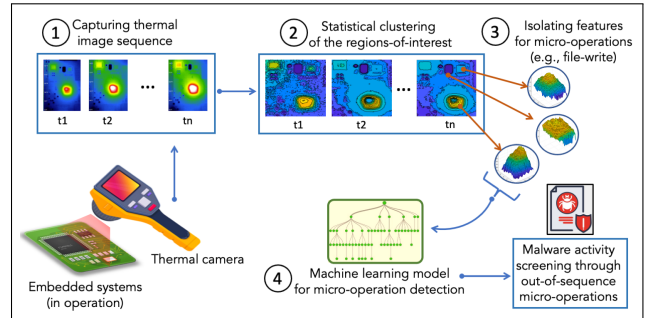 1
Capturing thermal
image sequence
t1
t2
...
tn
2
Statistical clustering
of the regions-of-interest
t1
t2
...
tn
3
Isolating features
for micro-operations
(e.g., file-write)
Thermal camera
Embedded systems
(in operation)
4
Machine learning model
for micro-operation detection
Malware activity
screening through
out-of-sequence
micro-operations